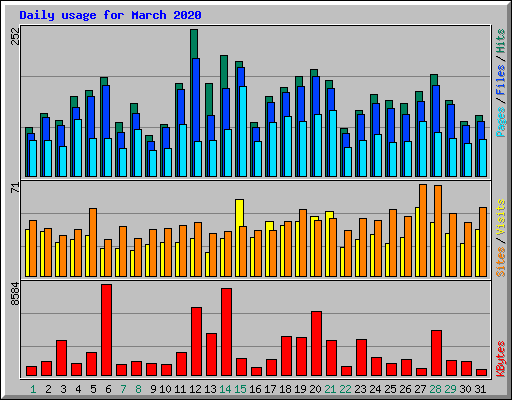 Daily usage for March 2020
252
Pages / Files / Hits
71
Sites / Visits
8584
KBytes
1 2 3 4 5 6 7 8 9 10 11 12 13 14 15 16 17 18 19 20 21 22 23 24 25 26 27 28 29 30 31